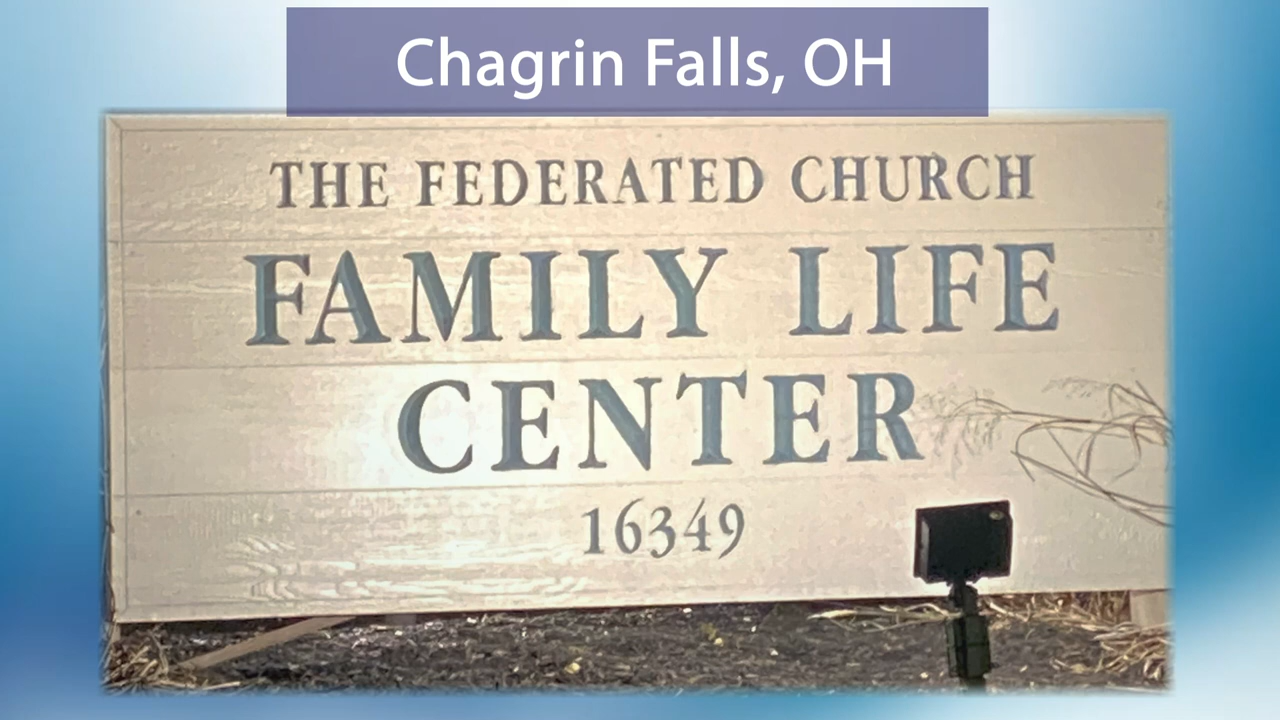 Chagrin Falls, OH
THE FEDERATED CHURCH
FAMILY LIFE
CENTER
16349